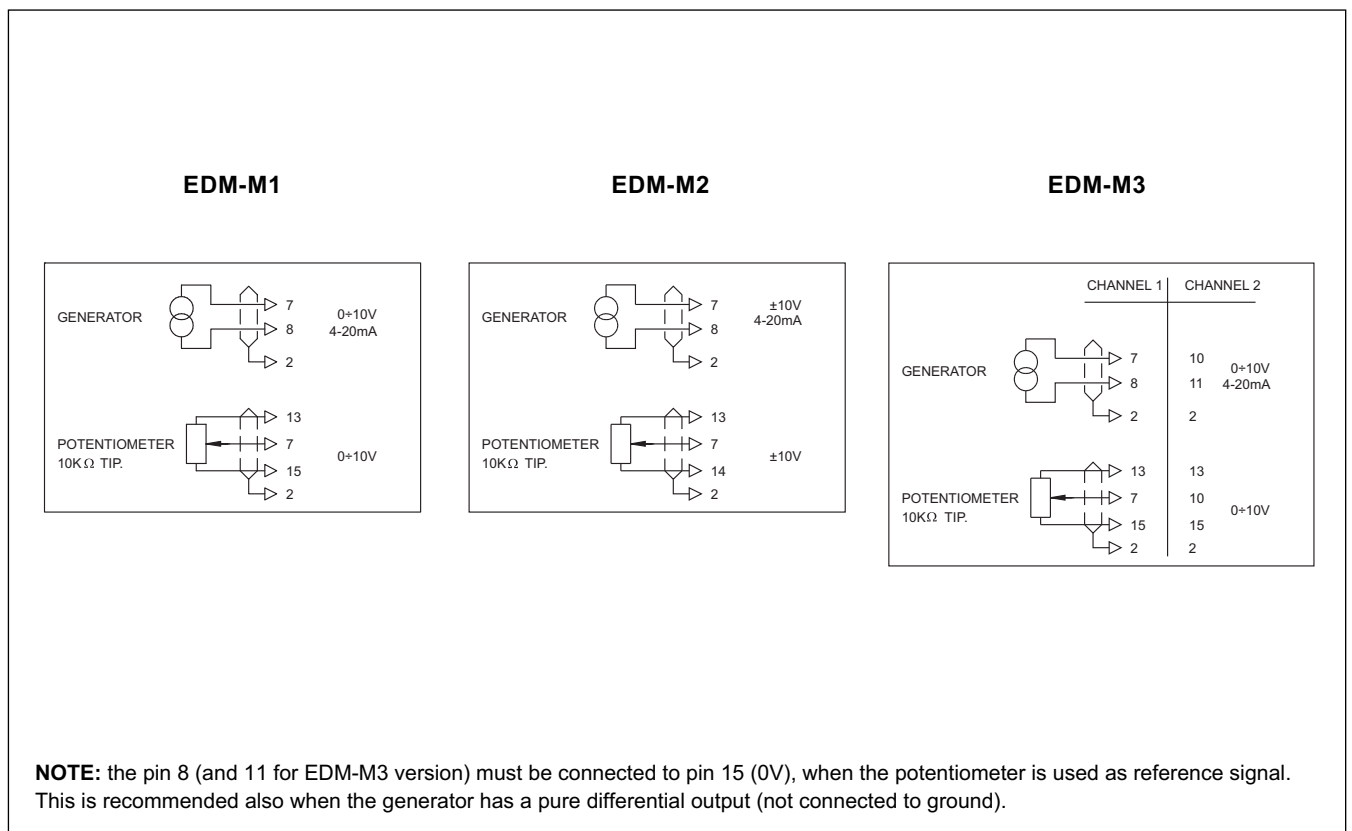 EDM-M1
GENERATOR
7
8
2
0÷10V
4-20mA
POTENTIOMETER
10KΩ TIP.
13
7
15
2
0÷10V
EDM-M2
GENERATOR
7
8
2
±10V
4-20mA
POTENTIOMETER
10KΩ TIP.
13
7
14
2
±10V
EDM-M3
CHANNEL 1 CHANNEL 2
GENERATOR
7 10
8 11
2 2
0÷10V
4-20mA
POTENTIOMETER
10KΩ TIP.
13 13
7 10
15 15
2 2
0÷10V
NOTE: the pin 8 (and 11 for EDM-M3 version) must be connected to pin 15 (0V), when the potentiometer is used as reference signal.
This is recommended also when the generator has a pure differential output (not connected to ground).